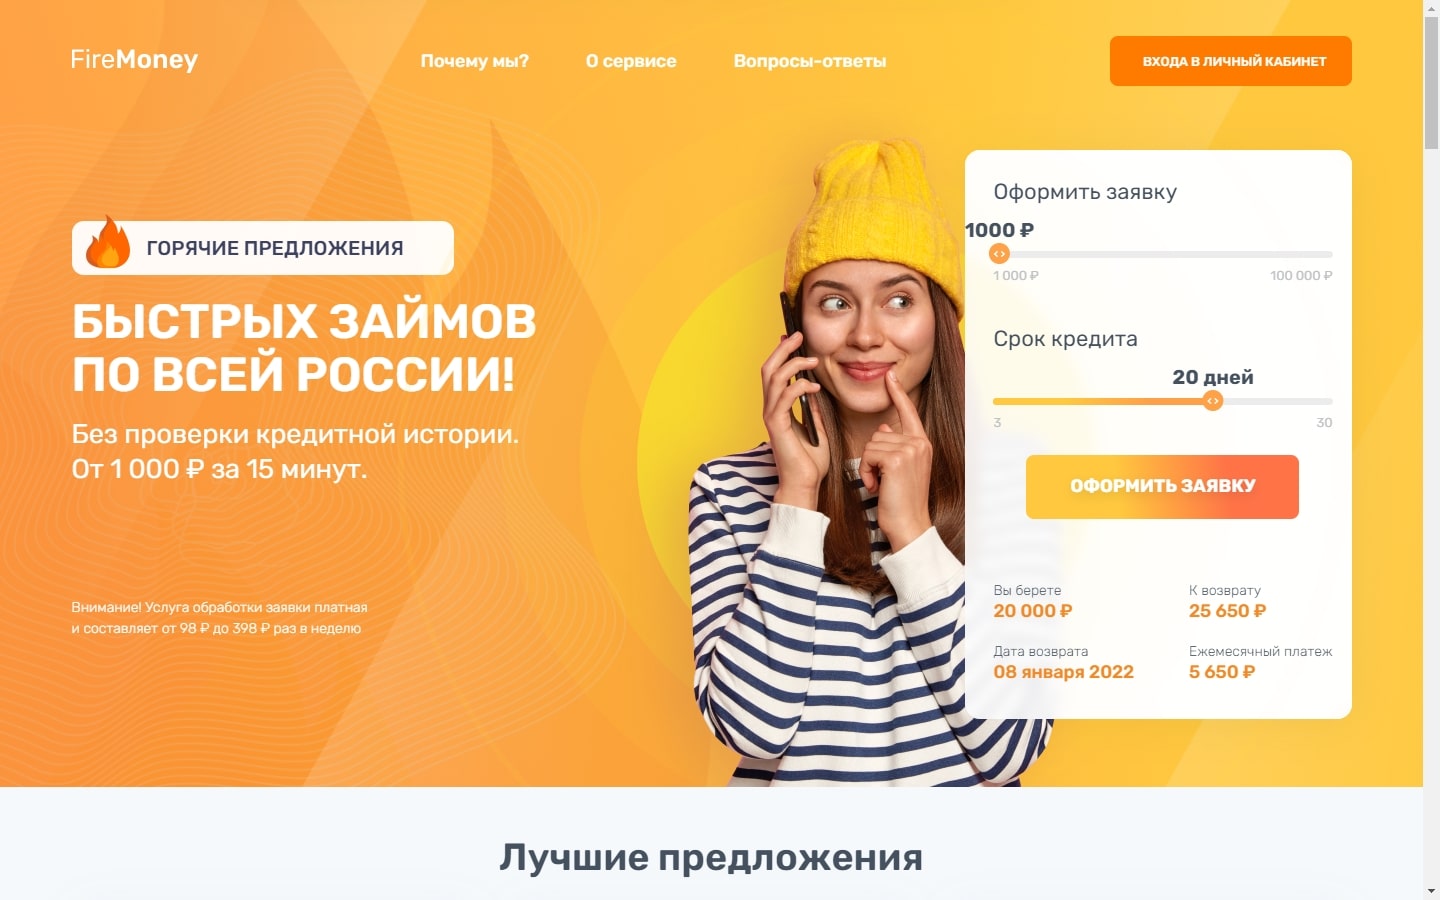 FireMoney
Почему мы?
О сервисе
Вопросы-ответы
ВХОДА В ЛИЧНЫЙ КАБИНЕТ
ГОРЯЧИЕ ПРЕДЛОЖЕНИЯ
БЫСТРЫХ ЗАЙМОВ
ПО ВСЕЙ РОССИИ!
Без проверки кредитной истории.
От 1 000 ₽ за 15 минут.
Внимание! Услуга обработки заявки платная
и составляет от 98 ₽ до 398 ₽ раз в неделю
Оформить заявку
1000 ₽
1 000 ₽
100 000 ₽
Срок кредита
20 дней
3
30
ОФОРМИТЬ ЗАЯВКУ
Вы берете
20 000 ₽
К возврату
25 650 ₽
Дата возврата
08 января 2022
Ежемесячный платеж
5 650 ₽
Лучшие предложения